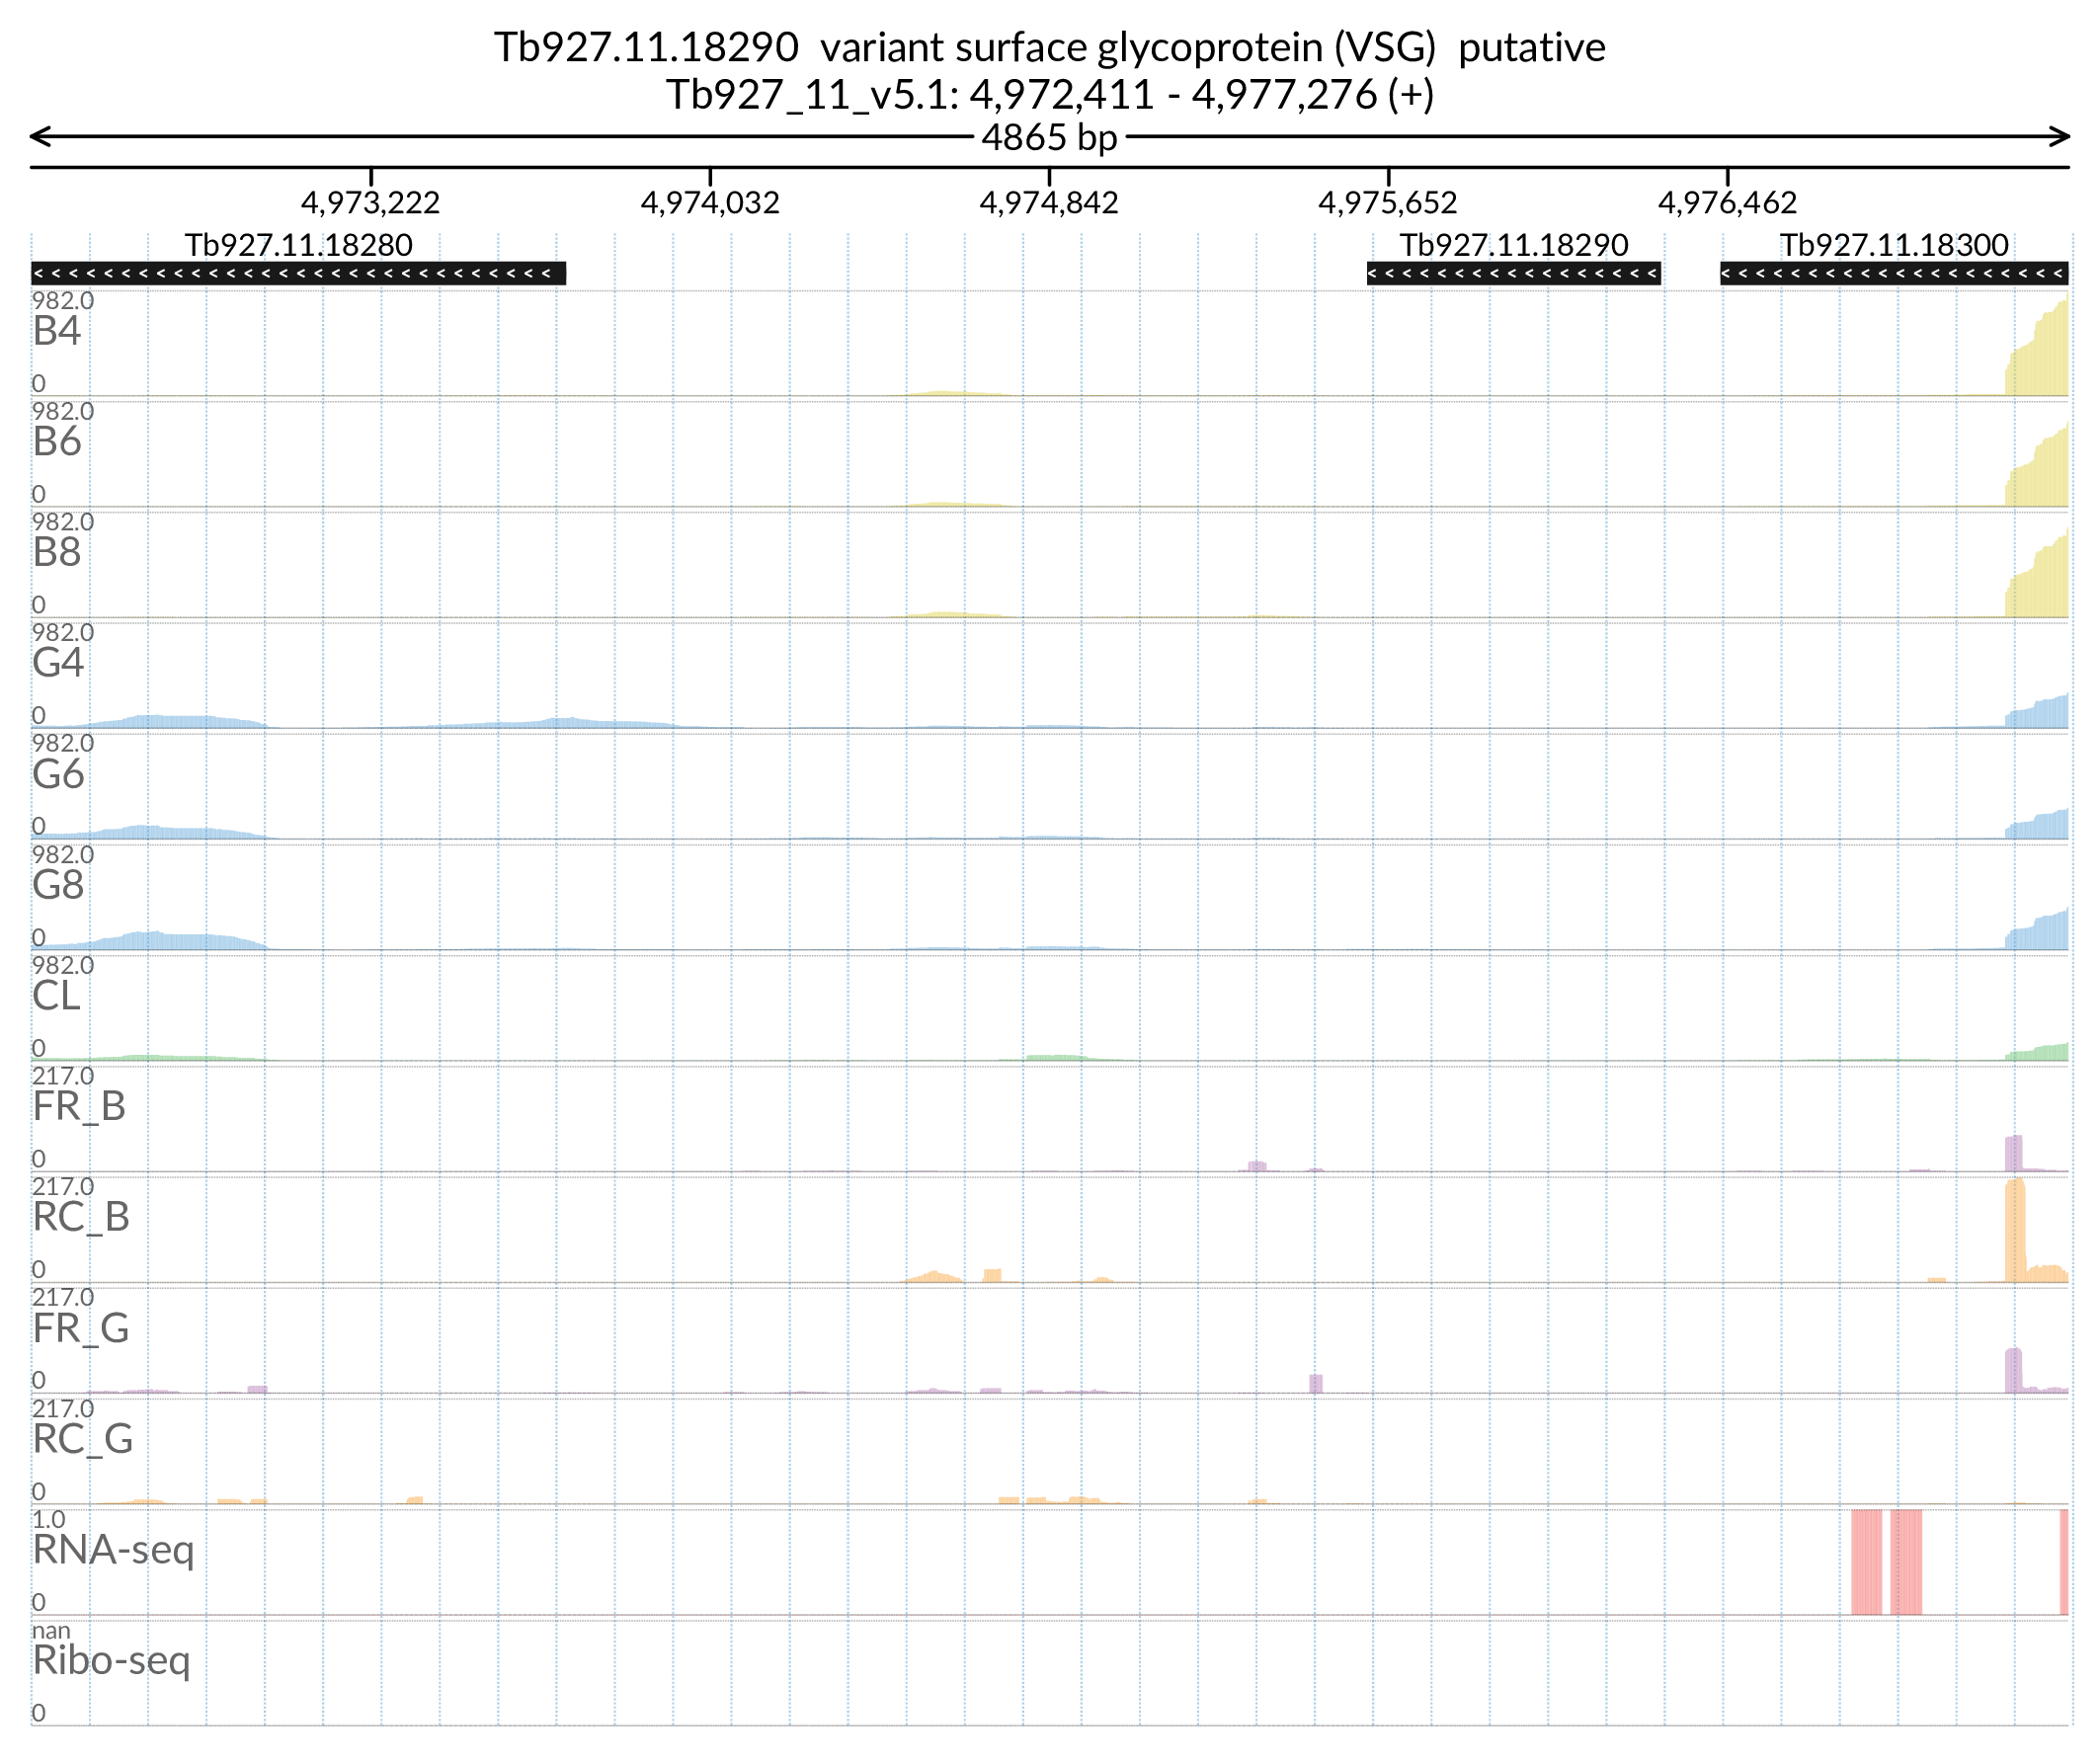 Tb927.11.18290 variant surface glycoprotein (VSG) putative
Tb927_11_v5.1: 4,972,411 - 4,977,276 (+)
4865 bp
4,973,222 4,974,032 4,974,842 4,975,652 4,976,462
Tb927.11.18280 Tb927.11.18290 Tb927.11.18300
982.0
B4
0
982.0
B6
0
982.0
B8
0
982.0
G4
0
982.0
G6
0
982.0
G8
0
982.0
CL
0
217.0
FR_B
0
217.0
RC_B
0
217.0
FR_G
0
217.0
RC_G
0
1.0
RNA-seq
0
nan
Ribo-seq
0